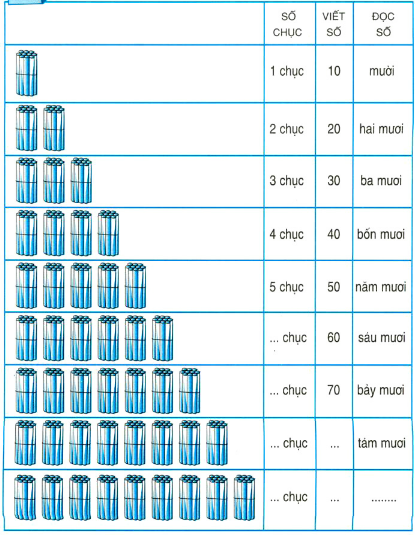 SỐ CHỤC VIẾT SỐ ĐỌC SỐ
1 chục 10 mười
2 chục 20 hai mươi
3 chục 30 ba mươi
4 chục 40 bốn mươi
5 chục 50 năm mươi
... chục 60 sáu mươi
... chục 70 bảy mươi
... chục ... tám mươi
... chục ... ........